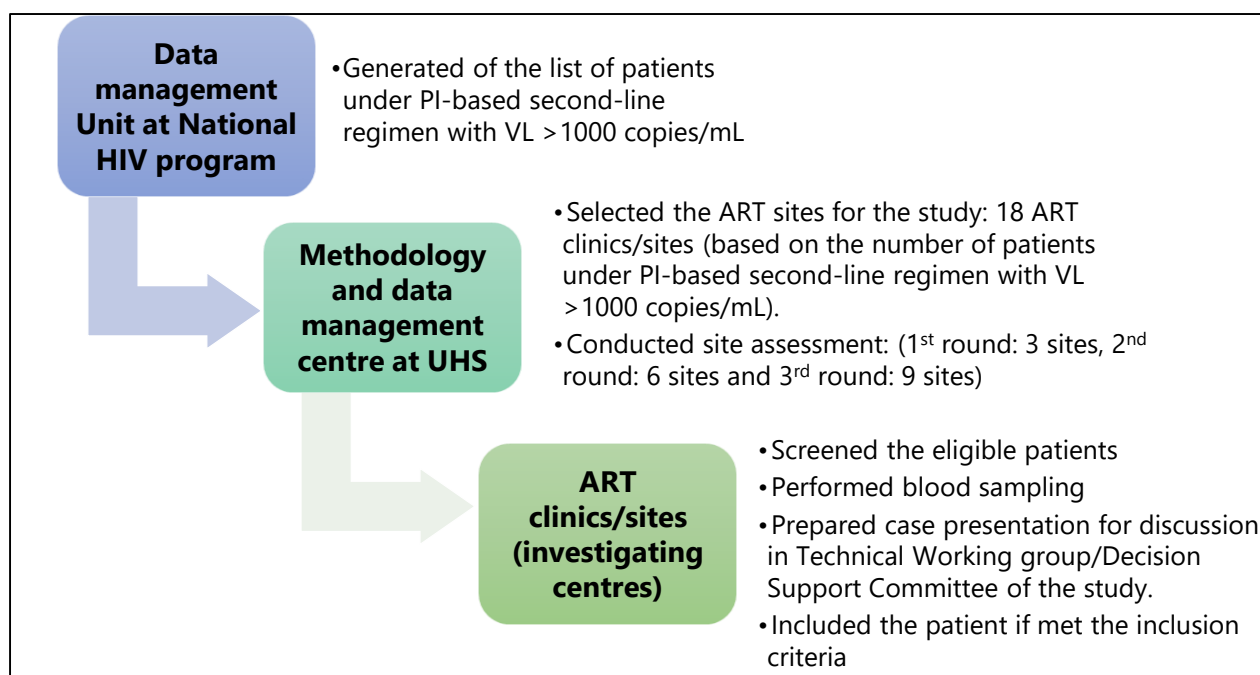 Data
management
Unit at National
HIV program
•Generated of the list of patients
under PI-based second-line
regimen with VL >1000 copies/mL
Methodology
and data
management
centre at UHS
•Selected the ART sites for the study: 18 ART
clinics/sites (based on the number of patients
under PI-based second-line regimen with VL
>1000 copies/mL).
•Conducted site assessment: (1st round: 3 sites, 2nd
round: 6 sites and 3rd round: 9 sites)
ART
clinics/sites
(investigating
centres)
•Screened the eligible patients
•Performed blood sampling
•Prepared case presentation for discussion
in Technical Working group/Decision
Support Committee of the study.
•Included the patient if met the inclusion
criteria